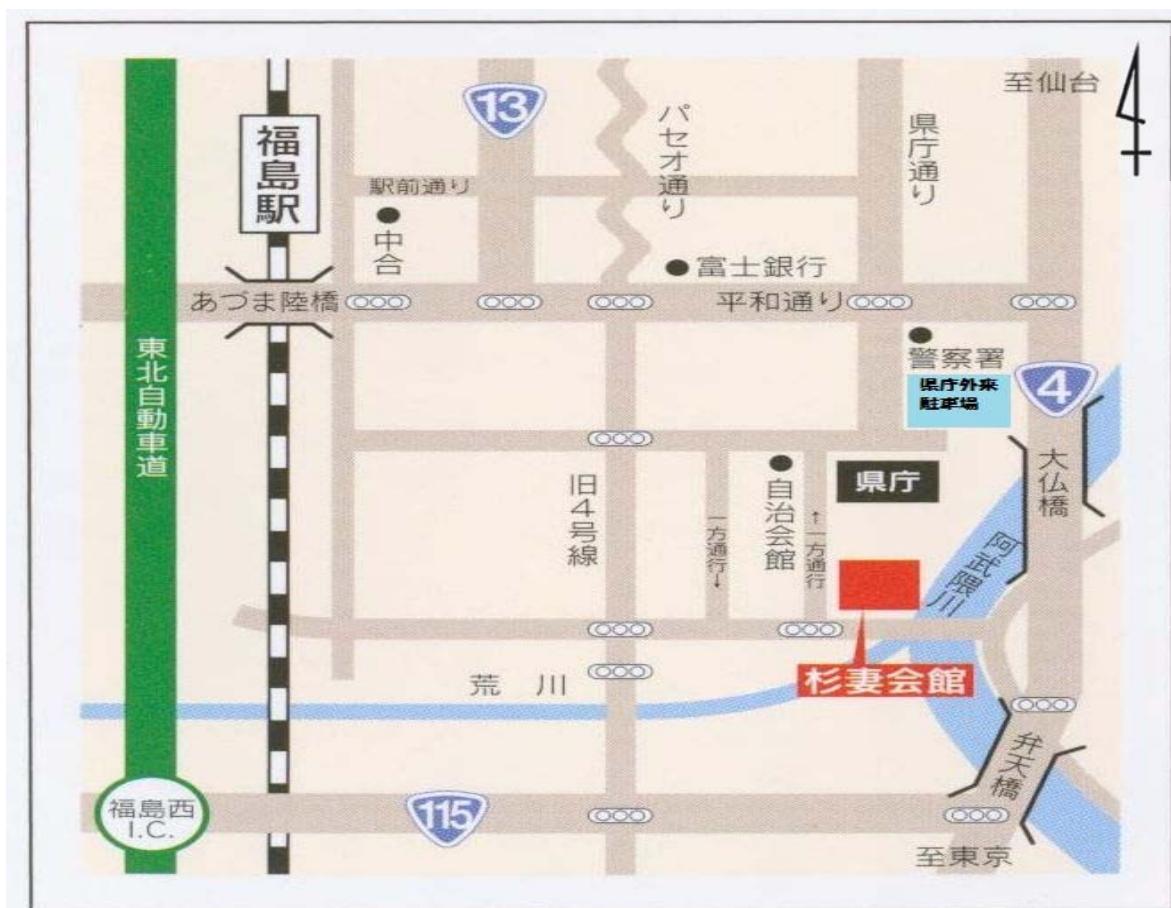 至仙台
13
福島駅
パセオ通り
県庁通り
駅前通り
中合
富士銀行
あづま陸橋
平和通り
東北自動車道
警察署
県庁外来
駐車場
4
大仏橋
県庁
旧4号線
自治会館
一方通行↓
↑一方通行
阿武隈川
杉妻会館
荒川
弁天橋
福島西
I.C.
115
至東京